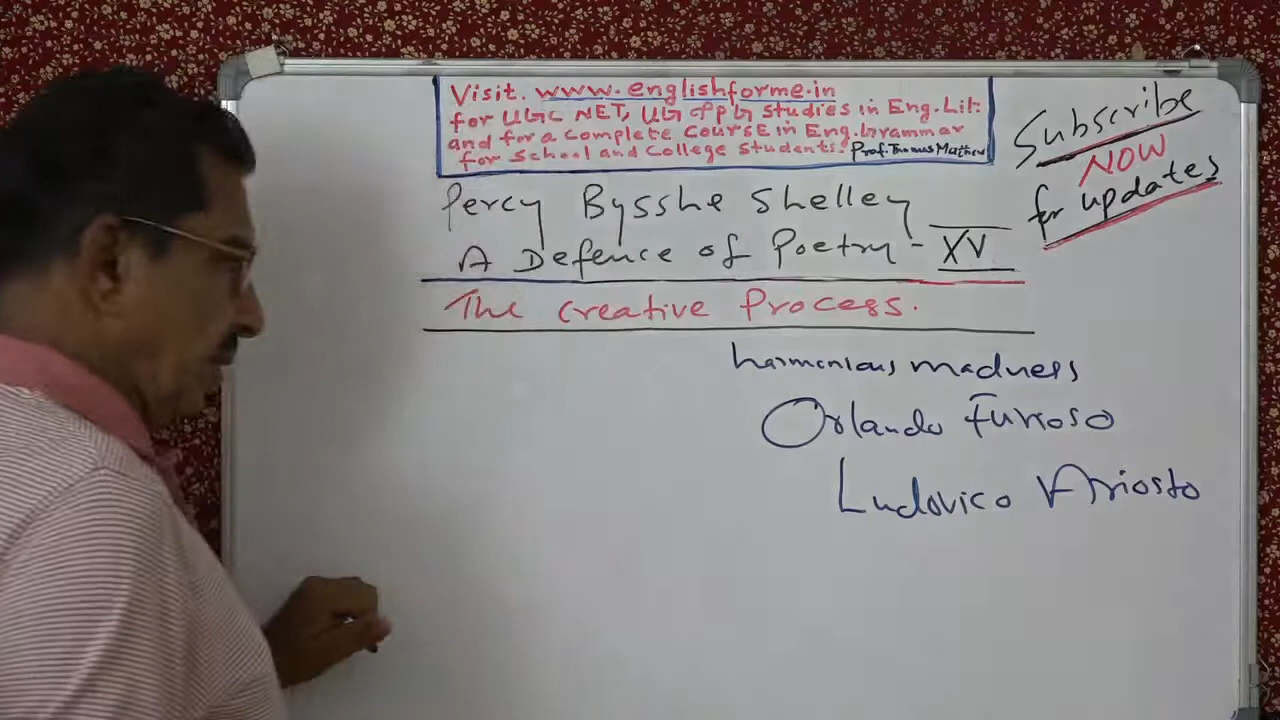 Visit. www.englishforme.in
for UGC NET, UG & PG Studies in Eng. Lit:
and for a Complete Course in Eng. Grammar
for School and College Students. Prof. Thomas Mathew
Subscribe
NOW
for updates
Percy Bysshe Shelley
A Defence of Poetry - XV
The Creative Process.
harmonious madness
Orlando Furioso
Ludovico Ariosto